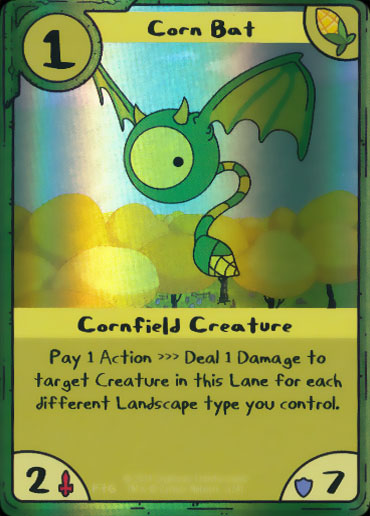 1
Corn Bat
Cornfield Creature
Pay 1 Action >>> Deal 1 Damage to
target Creature in this Lane for each
different Landscape type you control.
2
7